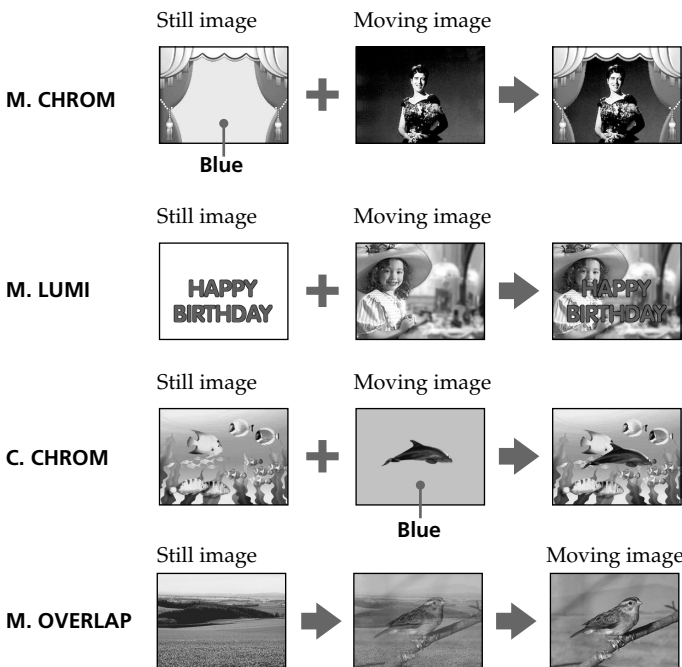 Still image Moving image
M. CHROM
Blue
Still image Moving image
M. LUMI
HAPPY HAPPY
BIRTHDAY BIRTHDAY
Still image Moving image
C. CHROM
Blue
Still image Moving image
M. OVERLAP